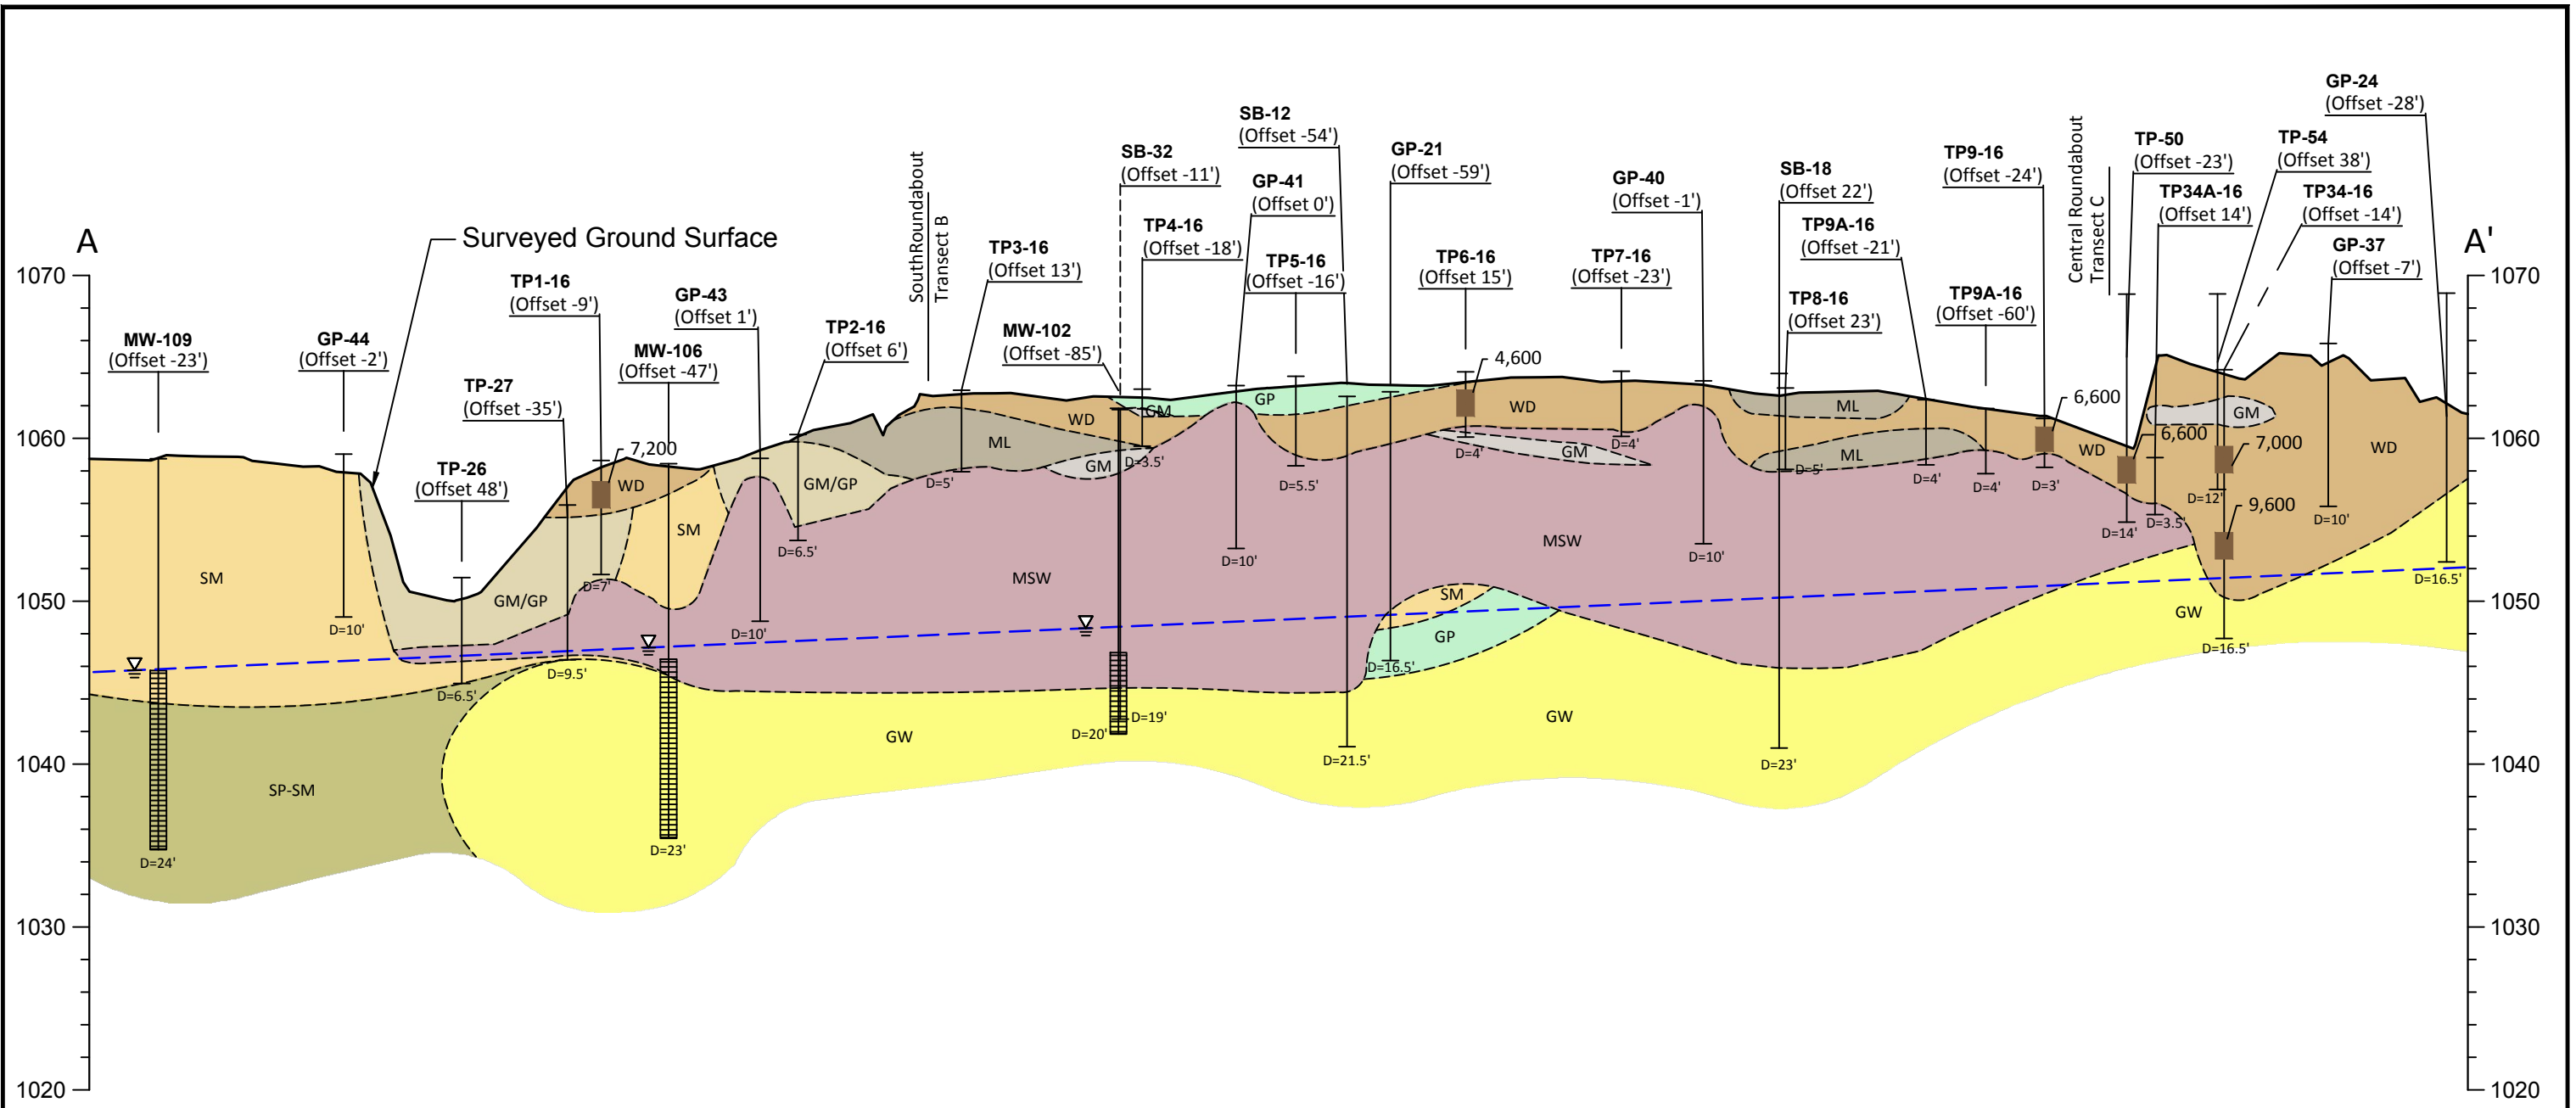 GP-24
(Offset -28')
SB-12
(Offset -54')
SB-32
(Offset -11')
GP-21
(Offset -59')
GP-41
(Offset 0')
GP-40
(Offset -1')
SB-18
(Offset 22')
TP9-16
(Offset -24')
Central Roundabout
Transect C
TP-50
(Offset -23')
TP-54
(Offset 38')
TP34A-16
(Offset 14')
TP34-16
(Offset -14')
GP-37
(Offset -7')
A
Surveyed Ground Surface
SouthRoundabout
Transect B
TP3-16
(Offset 13')
TP4-16
(Offset -18')
TP5-16
(Offset -16')
TP6-16
(Offset 15')
TP7-16
(Offset -23')
TP9A-16
(Offset -21')
TP8-16
(Offset 23')
TP9A-16
(Offset -60')
A'
MW-109
(Offset -23')
GP-44
(Offset -2')
TP1-16
(Offset -9')
GP-43
(Offset 1')
MW-106
(Offset -47')
TP2-16
(Offset 6')
MW-102
(Offset -85')
TP-27
(Offset -35')
TP-26
(Offset 48')
1070
1060
1050
1040
1030
1020
1070
1060
1050
1040
1030
1020
7,200
4,600
6,600
6,600
7,000
9,600
SM
GM/GP
WD
SM
GM/GP
ML
WD
GM
GM
GP
WD
GM
ML
ML
WD
GM
WD
MSW
MSW
SM
GP
GW
GW
GW
SP-SM
D=24'
D=10'
D=6.5'
D=9.5'
D=7'
D=23'
D=10'
D=6.5'
D=5'
D=3.5'
D=20'
D=19'
D=10'
D=5.5'
D=21.5'
D=16.5'
D=4'
D=4'
D=10'
D=5'
D=23'
D=4'
D=4'
D=3'
D=14'
D=3.5'
D=12'
D=16.5'
D=10'
D=16.5'